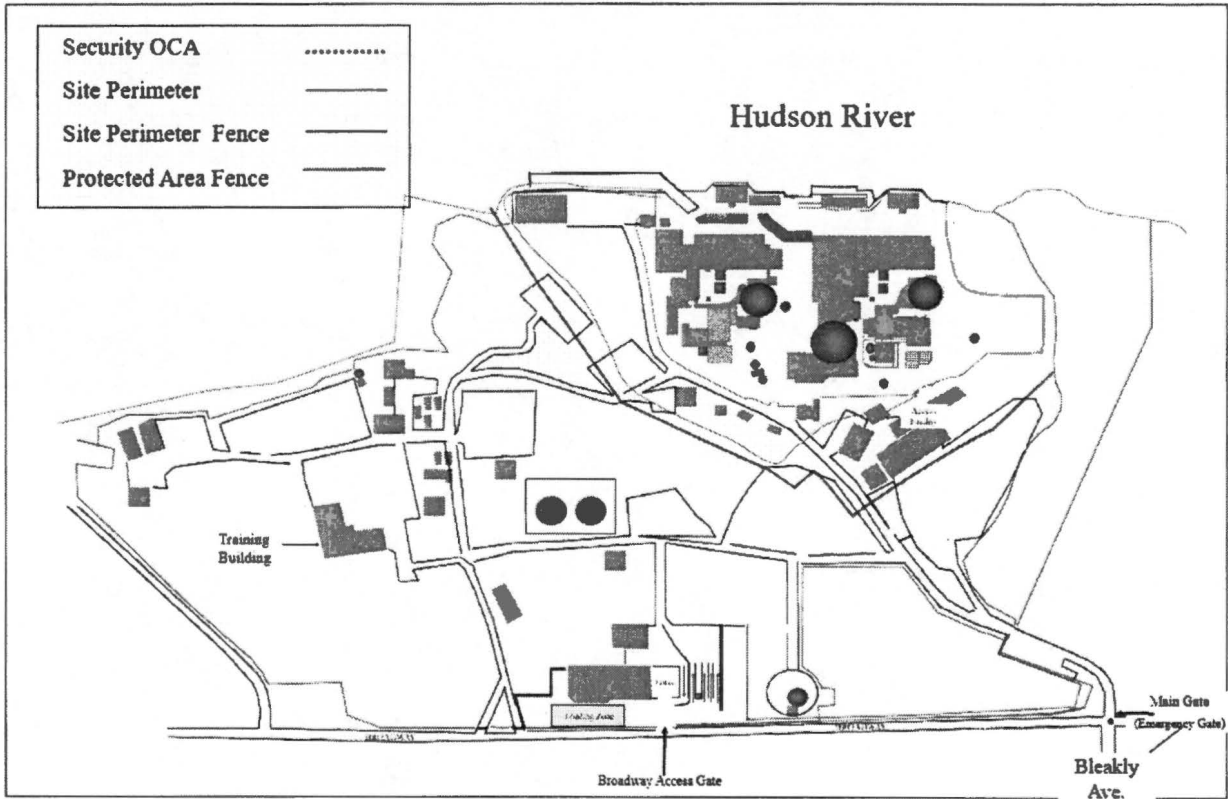 Security OCA
Site Perimeter
Site Perimeter Fence
Protected Area Fence
Hudson River
Training
Building
Main Gate
(Emergency Gate)
Bleakly
Ave.
Broadway Access Gate